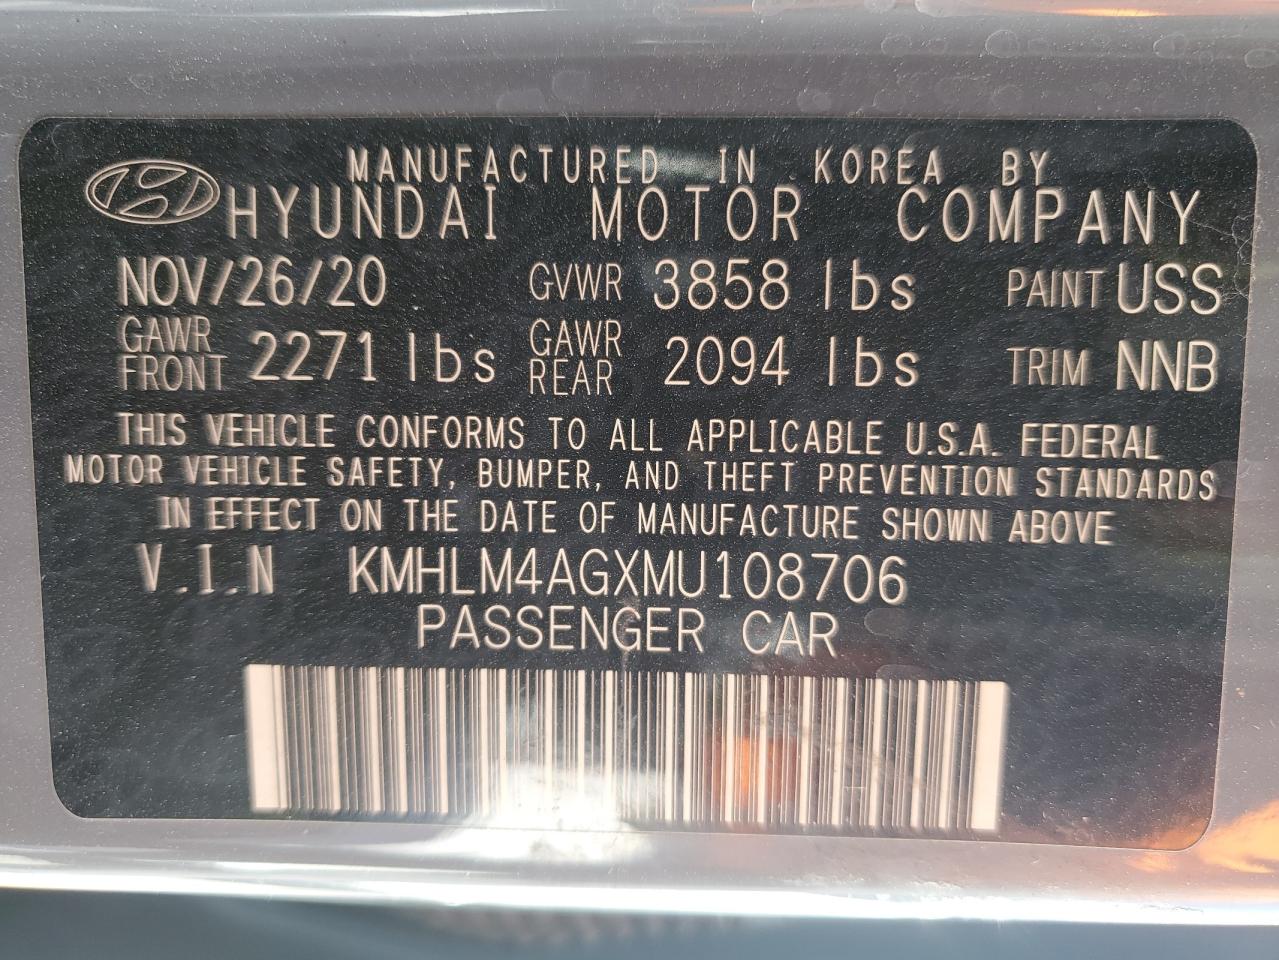 MANUFACTURED IN KOREA BY
HYUNDAI MOTOR COMPANY
NOV/26/20 GVWR 3858 lbs PAINT USS
GAWR FRONT 2271 lbs GAWR REAR 2094 lbs TRIM NNB
THIS VEHICLE CONFORMS TO ALL APPLICABLE U.S.A. FEDERAL
MOTOR VEHICLE SAFETY, BUMPER, AND THEFT PREVENTION STANDARDS
IN EFFECT ON THE DATE OF MANUFACTURE SHOWN ABOVE
V.I.N KMHLM4AGXMU108706
PASSENGER CAR